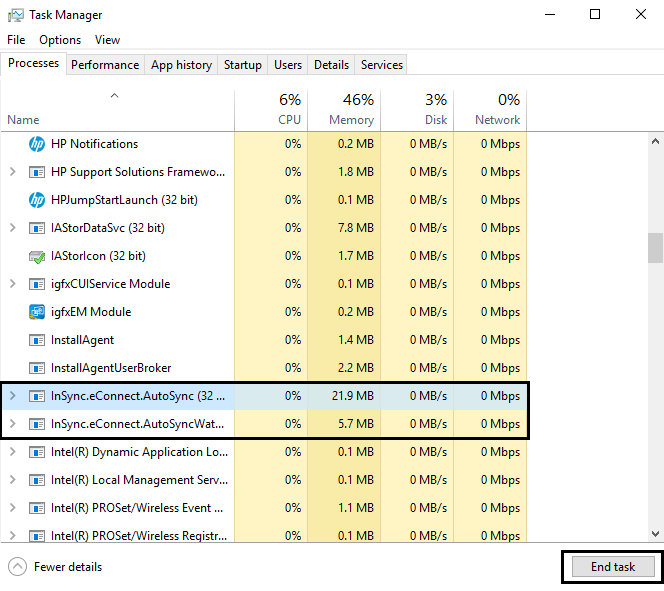 Task Manager
File Options View
Processes Performance App history Startup Users Details Services
6% 46% 3% 0%
Name CPU Memory Disk Network
HP Notifications 0% 0.2 MB 0 MB/s 0 Mbps
HP Support Solutions Framewo... 0% 1.8 MB 0 MB/s 0 Mbps
HPJumpStartLaunch (32 bit) 0% 0.1 MB 0 MB/s 0 Mbps
IAStorDataSvc (32 bit) 0% 7.8 MB 0 MB/s 0 Mbps
IAStorIcon (32 bit) 0% 1.7 MB 0 MB/s 0 Mbps
igfxCUIService Module 0% 0.1 MB 0 MB/s 0 Mbps
igfxEM Module 0% 0.2 MB 0 MB/s 0 Mbps
InstallAgent 0% 1.4 MB 0 MB/s 0 Mbps
InstallAgentUserBroker 0% 2.2 MB 0 MB/s 0 Mbps
InSync.eConnect.AutoSync (32 ... 0% 21.9 MB 0 MB/s 0 Mbps
InSync.eConnect.AutoSyncWat... 0% 5.7 MB 0 MB/s 0 Mbps
Intel(R) Dynamic Application Lo... 0% 0.1 MB 0 MB/s 0 Mbps
Intel(R) Local Management Serv... 0% 0.1 MB 0 MB/s 0 Mbps
Intel(R) PROSet/Wireless Event ... 0% 1.1 MB 0 MB/s 0 Mbps
Intel(R) PROSet/Wireless Registr... 0% 0.1 MB 0 MB/s 0 Mbps
Fewer details End task